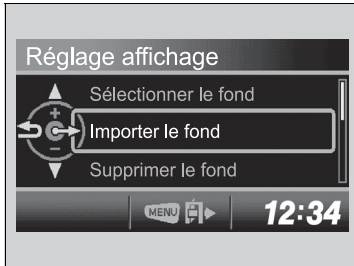 Réglage affichage
Sélectionner le fond
Importer le fond
Supprimer le fond
MENU 12:34